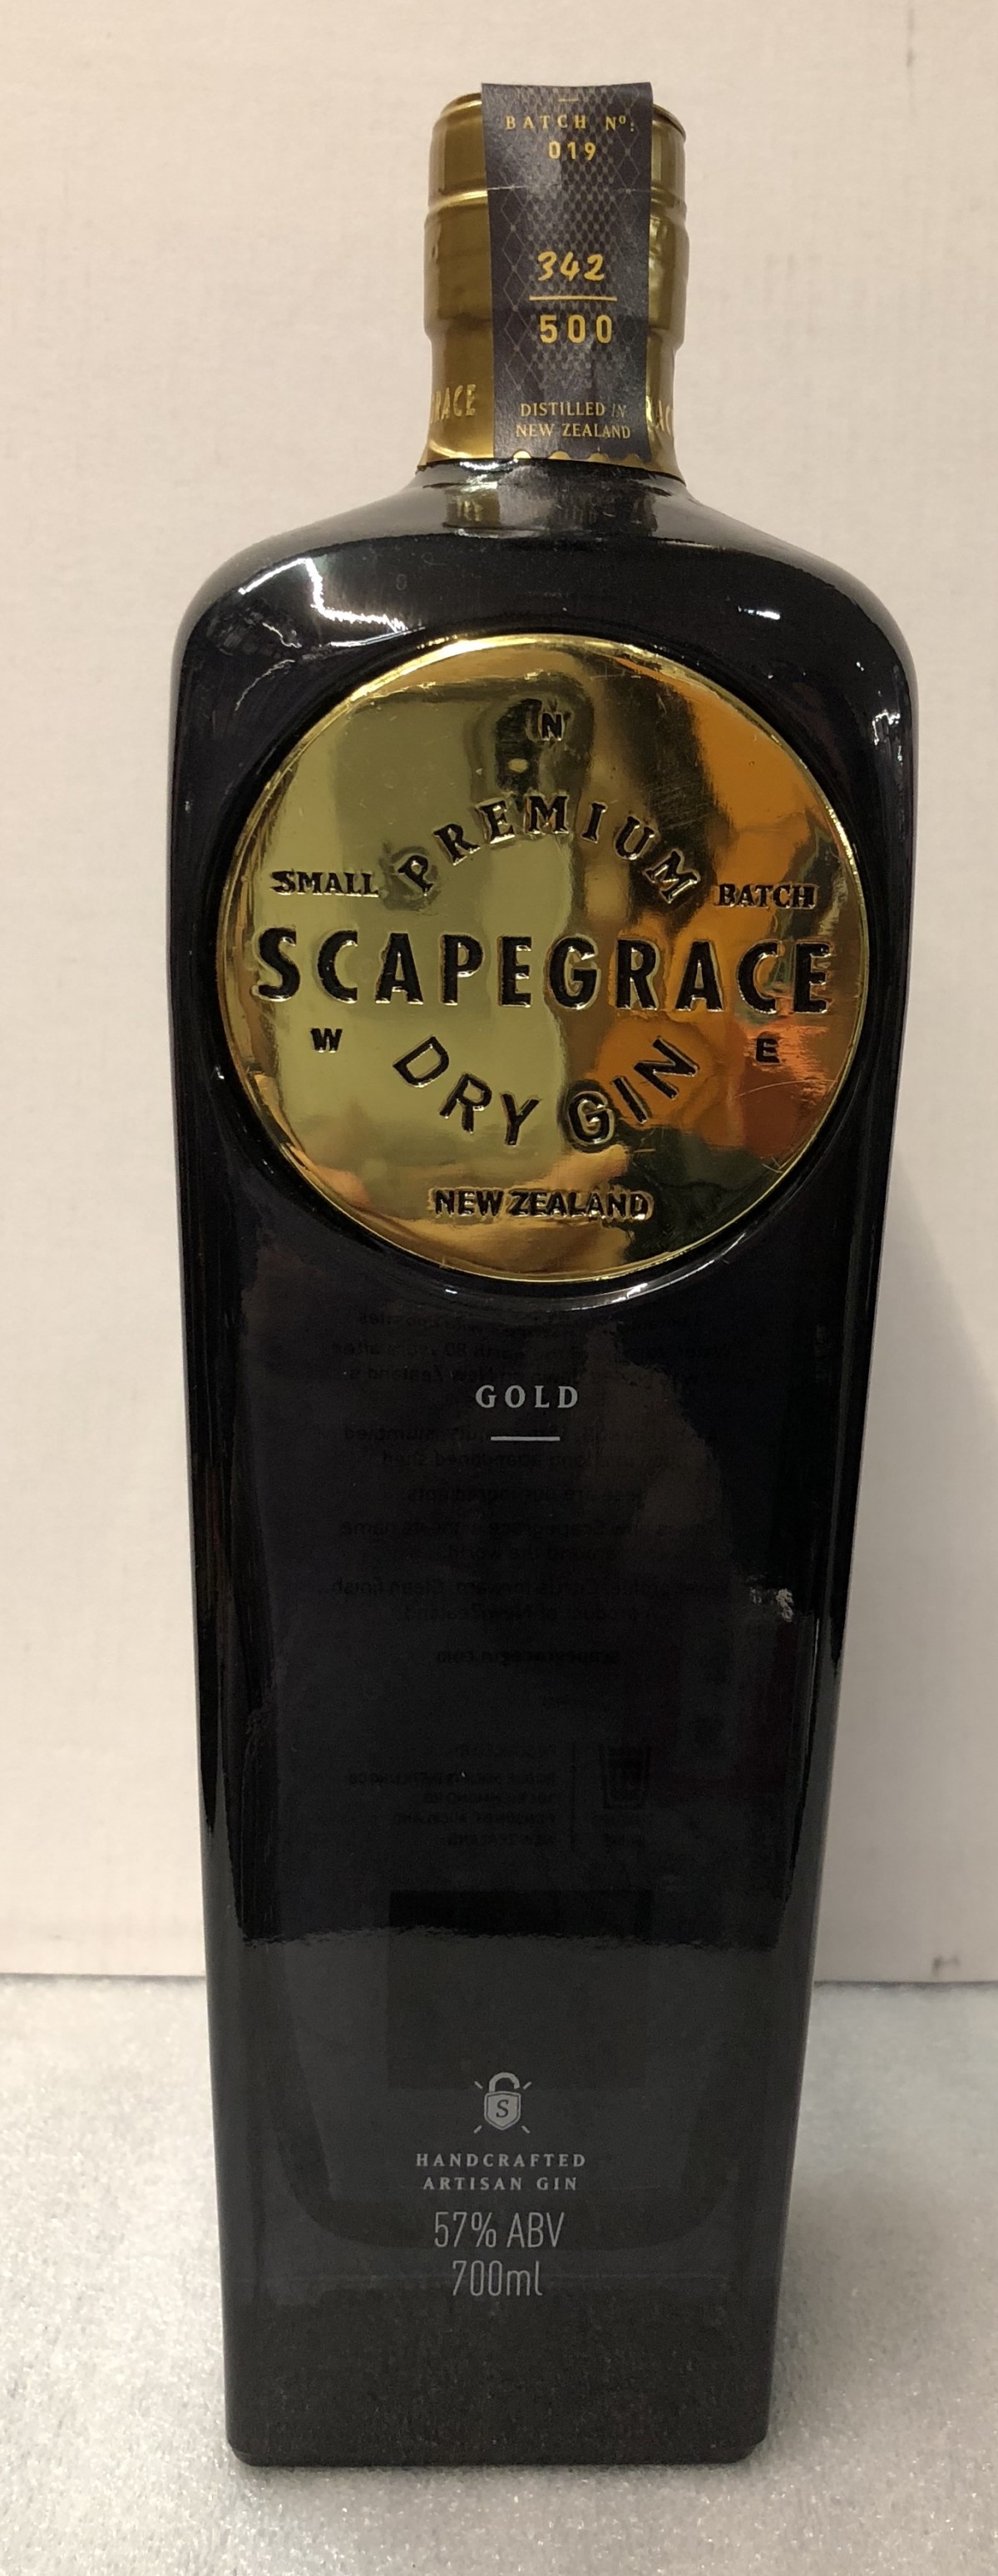 BATCH Nº:
019
342
500
DISTILLED IN
NEW ZEALAND
RACE
N
PREMIUM
SMALL BATCH
SCAPEGRACE
W E
DRY GIN
NEW ZEALAND
GOLD
S
HANDCRAFTED
ARTISAN GIN
57% ABV
700ml